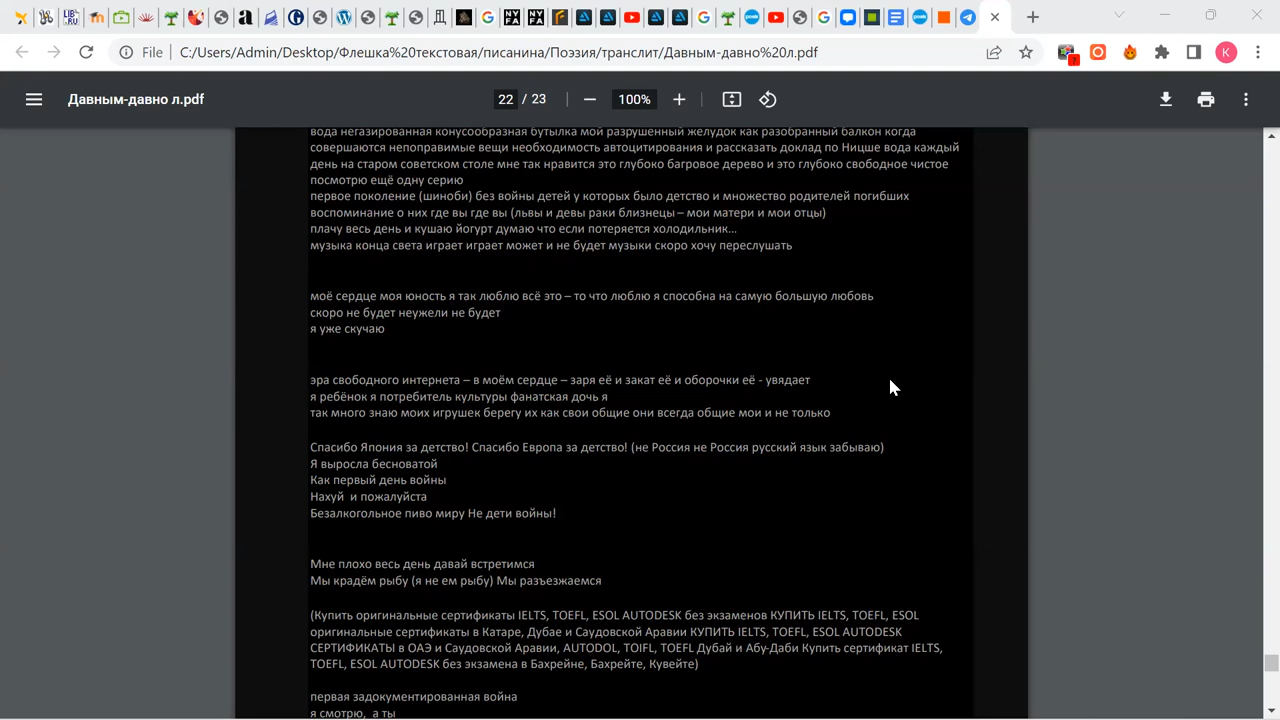 File
C:/Users/Admin/Desktop/Флешка%20текстовая/писанина/Поэзия/транслит/Давным-давно%20л.pdf
K
Давным-давно л.pdf
22 / 23
100%
вода негазированная конусообразная бутылка мой разрушенный желудок как разобранный балкон когда
совершаются непоправимые вещи необходимость автоцитирования и рассказать доклад по Ницше вода каждый
день на старом советском столе мне так нравится это глубоко багровое дерево и это глубоко свободное чистое
посмотрю ещё одну серию
первое поколение (шиноби) без войны детей у которых было детство и множество родителей погибших
воспоминание о них где вы где вы (львы и девы раки близнецы – мои матери и мои отцы)
плачу весь день и кушаю йогурт думаю что если потеряется холодильник...
музыка конца света играет играет может и не будет музыки скоро хочу переслушать
моё сердце моя юность я так люблю всё это – то что люблю я способна на самую большую любовь
скоро не будет неужели не будет
я уже скучаю
эра свободного интернета – в моём сердце – заря её и закат её и оборочки её - увядает
я ребёнок я потребитель культуры фанатская дочь я
так много знаю моих игрушек берегу их как свои общие они всегда общие мои и не только
Спасибо Япония за детство! Спасибо Европа за детство! (не Россия не Россия русский язык забываю)
Я выросла бесноватой
Как первый день войны
Нахуй  и пожалуйста
Безалкогольное пиво миру Не дети войны!
Мне плохо весь день давай встретимся
Мы крадём рыбу (я не ем рыбу) Мы разъезжаемся
(Купить оригинальные сертификаты IELTS, TOEFL, ESOL AUTODESK без экзаменов КУПИТЬ IELTS, TOEFL, ESOL
оригинальные сертификаты в Катаре, Дубае и Саудовской Аравии КУПИТЬ IELTS, TOEFL, ESOL AUTODESK
СЕРТИФИКАТЫ в ОАЭ и Саудовской Аравии, AUTODOL, TOIFL, TOEFL Дубай и Абу-Даби Купить сертификат IELTS,
TOEFL, ESOL AUTODESK без экзамена в Бахрейне, Бахрейте, Кувейте)
первая задокументированная война
я смотрю,  а ты